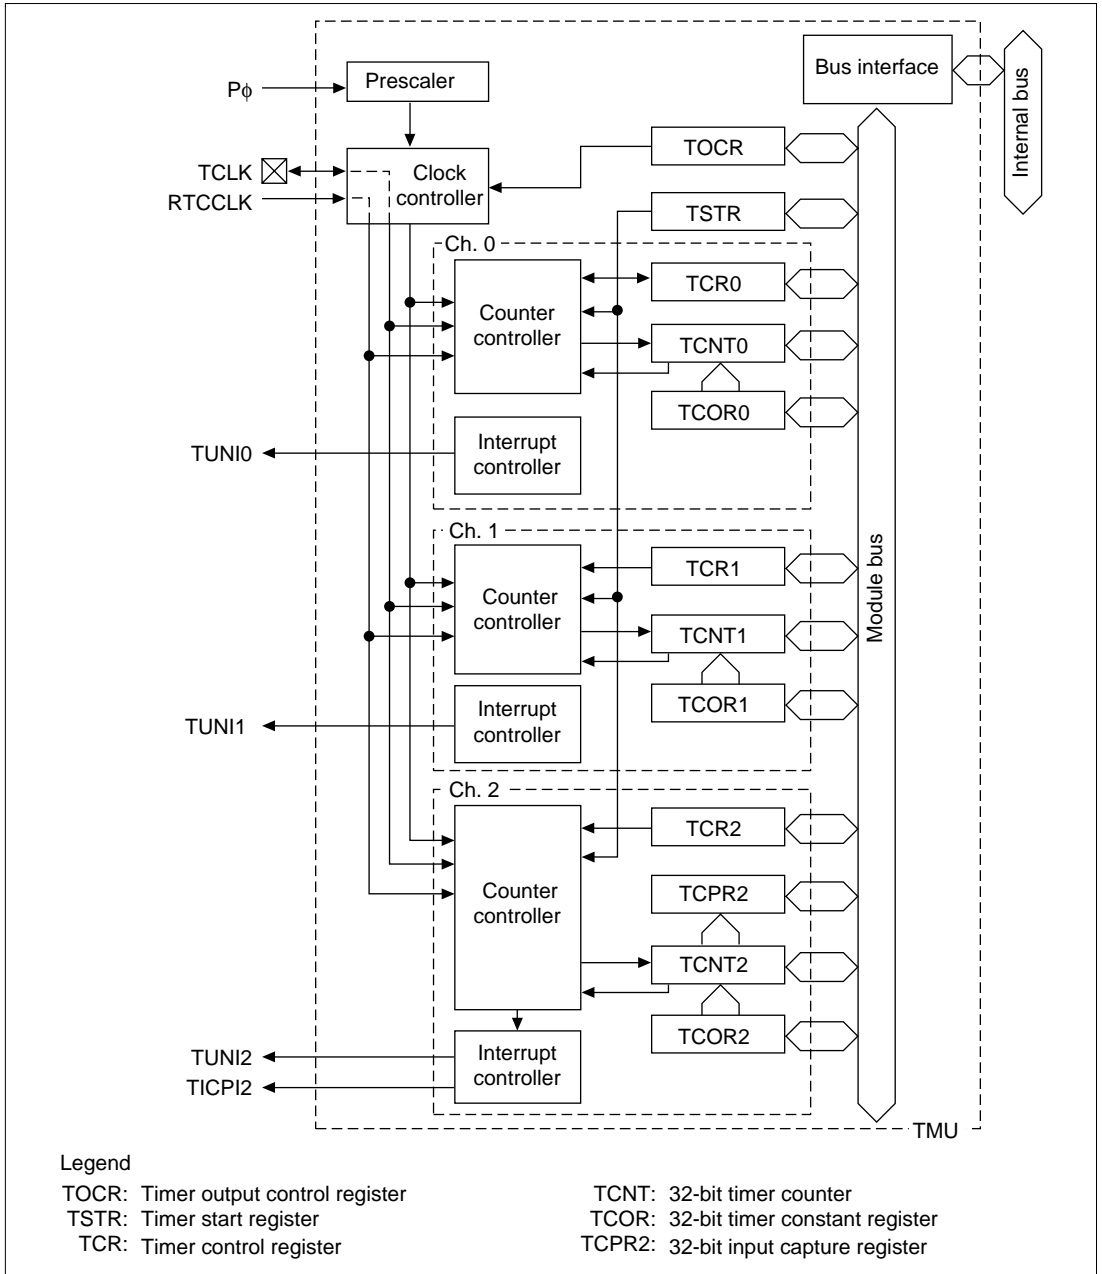 Bus interface
Internal bus
Prescaler
Pϕ
TOCR
TCLK
Clock controller
RTCCLK
TSTR
Ch. 0
TCR0
Counter controller
TCNT0
TCOR0
TUNI0
Interrupt controller
Ch. 1
TCR1
Counter controller
TCNT1
Module bus
TCOR1
TUNI1
Interrupt controller
Ch. 2
TCR2
TCPR2
Counter controller
TCNT2
TCOR2
TUNI2
Interrupt controller
TICPI2
TMU
Legend
TOCR: Timer output control register
TSTR: Timer start register
TCR: Timer control register
TCNT: 32-bit timer counter
TCOR: 32-bit timer constant register
TCPR2: 32-bit input capture register